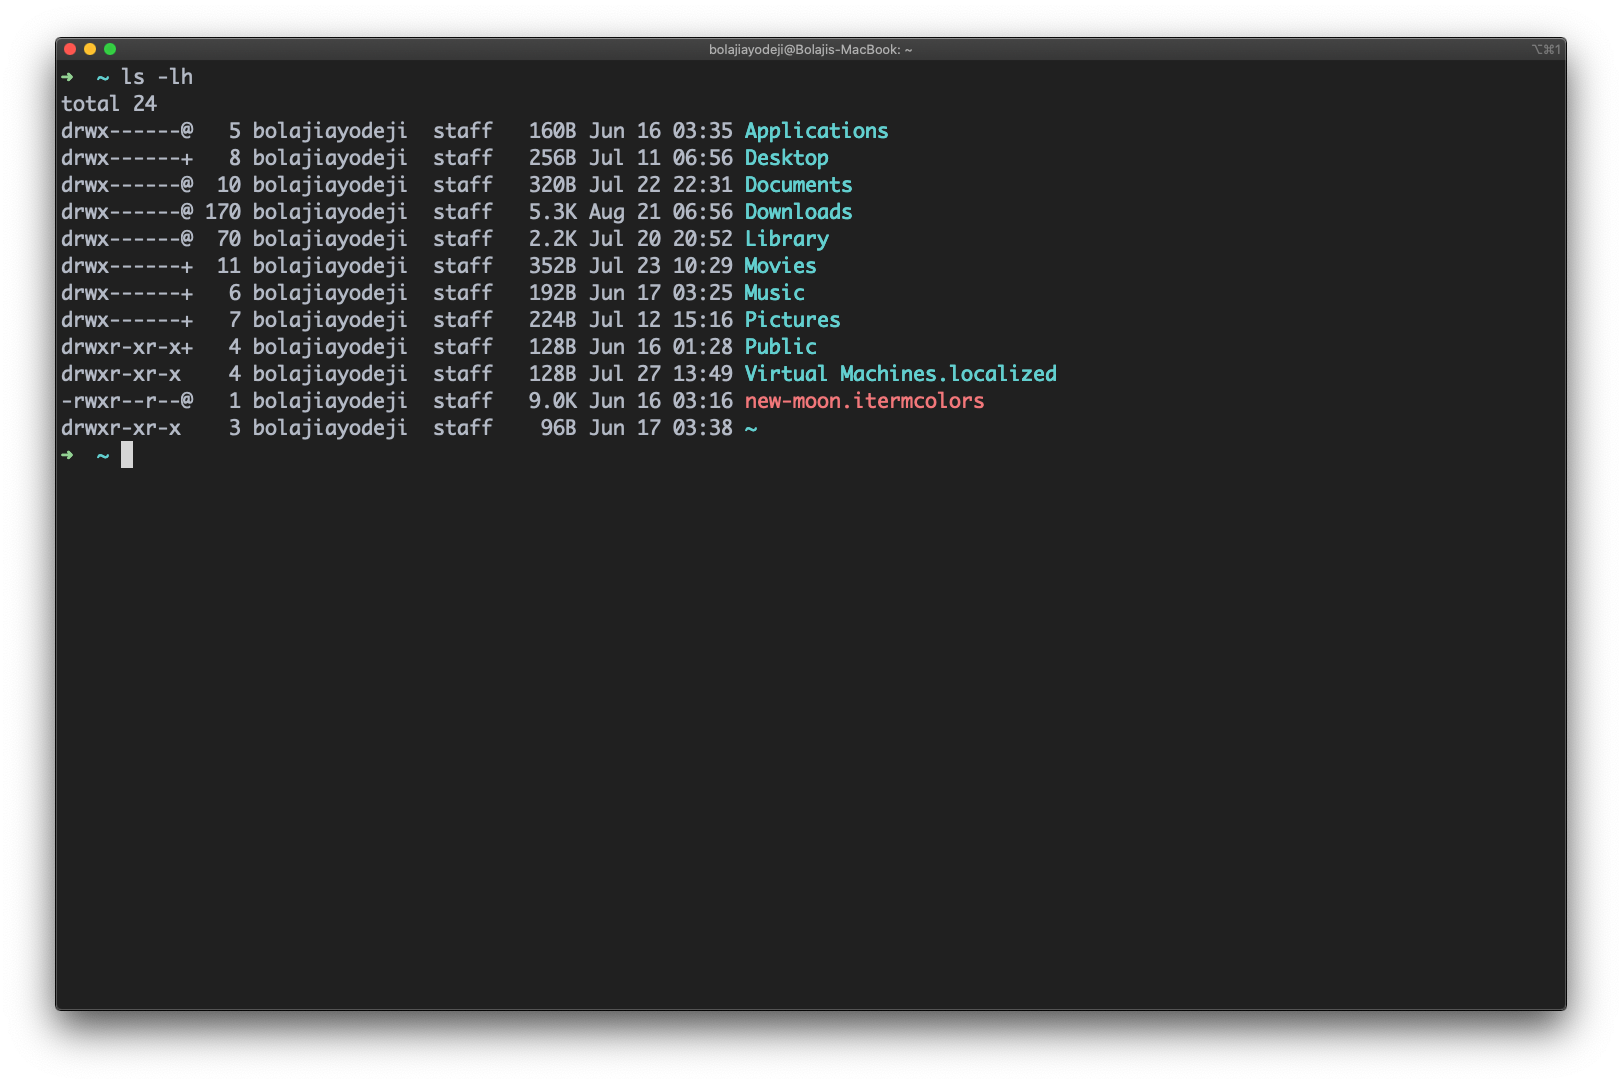 bolajiayodeji@Bolajis-MacBook: ~ ⌥⌘1
➜  ~ ls -lh
total 24
drwx------@   5 bolajiayodeji  staff   160B Jun 16 03:35 Applications
drwx------+   8 bolajiayodeji  staff   256B Jul 11 06:56 Desktop
drwx------@  10 bolajiayodeji  staff   320B Jul 22 22:31 Documents
drwx------@ 170 bolajiayodeji  staff   5.3K Aug 21 06:56 Downloads
drwx------@  70 bolajiayodeji  staff   2.2K Jul 20 20:52 Library
drwx------+  11 bolajiayodeji  staff   352B Jul 23 10:29 Movies
drwx------+   6 bolajiayodeji  staff   192B Jun 17 03:25 Music
drwx------+   7 bolajiayodeji  staff   224B Jul 12 15:16 Pictures
drwxr-xr-x+   4 bolajiayodeji  staff   128B Jun 16 01:28 Public
drwxr-xr-x    4 bolajiayodeji  staff   128B Jul 27 13:49 Virtual Machines.localized
-rwxr--r--@   1 bolajiayodeji  staff   9.0K Jun 16 03:16 new-moon.itermcolors
drwxr-xr-x    3 bolajiayodeji  staff    96B Jun 17 03:38 ~
➜  ~